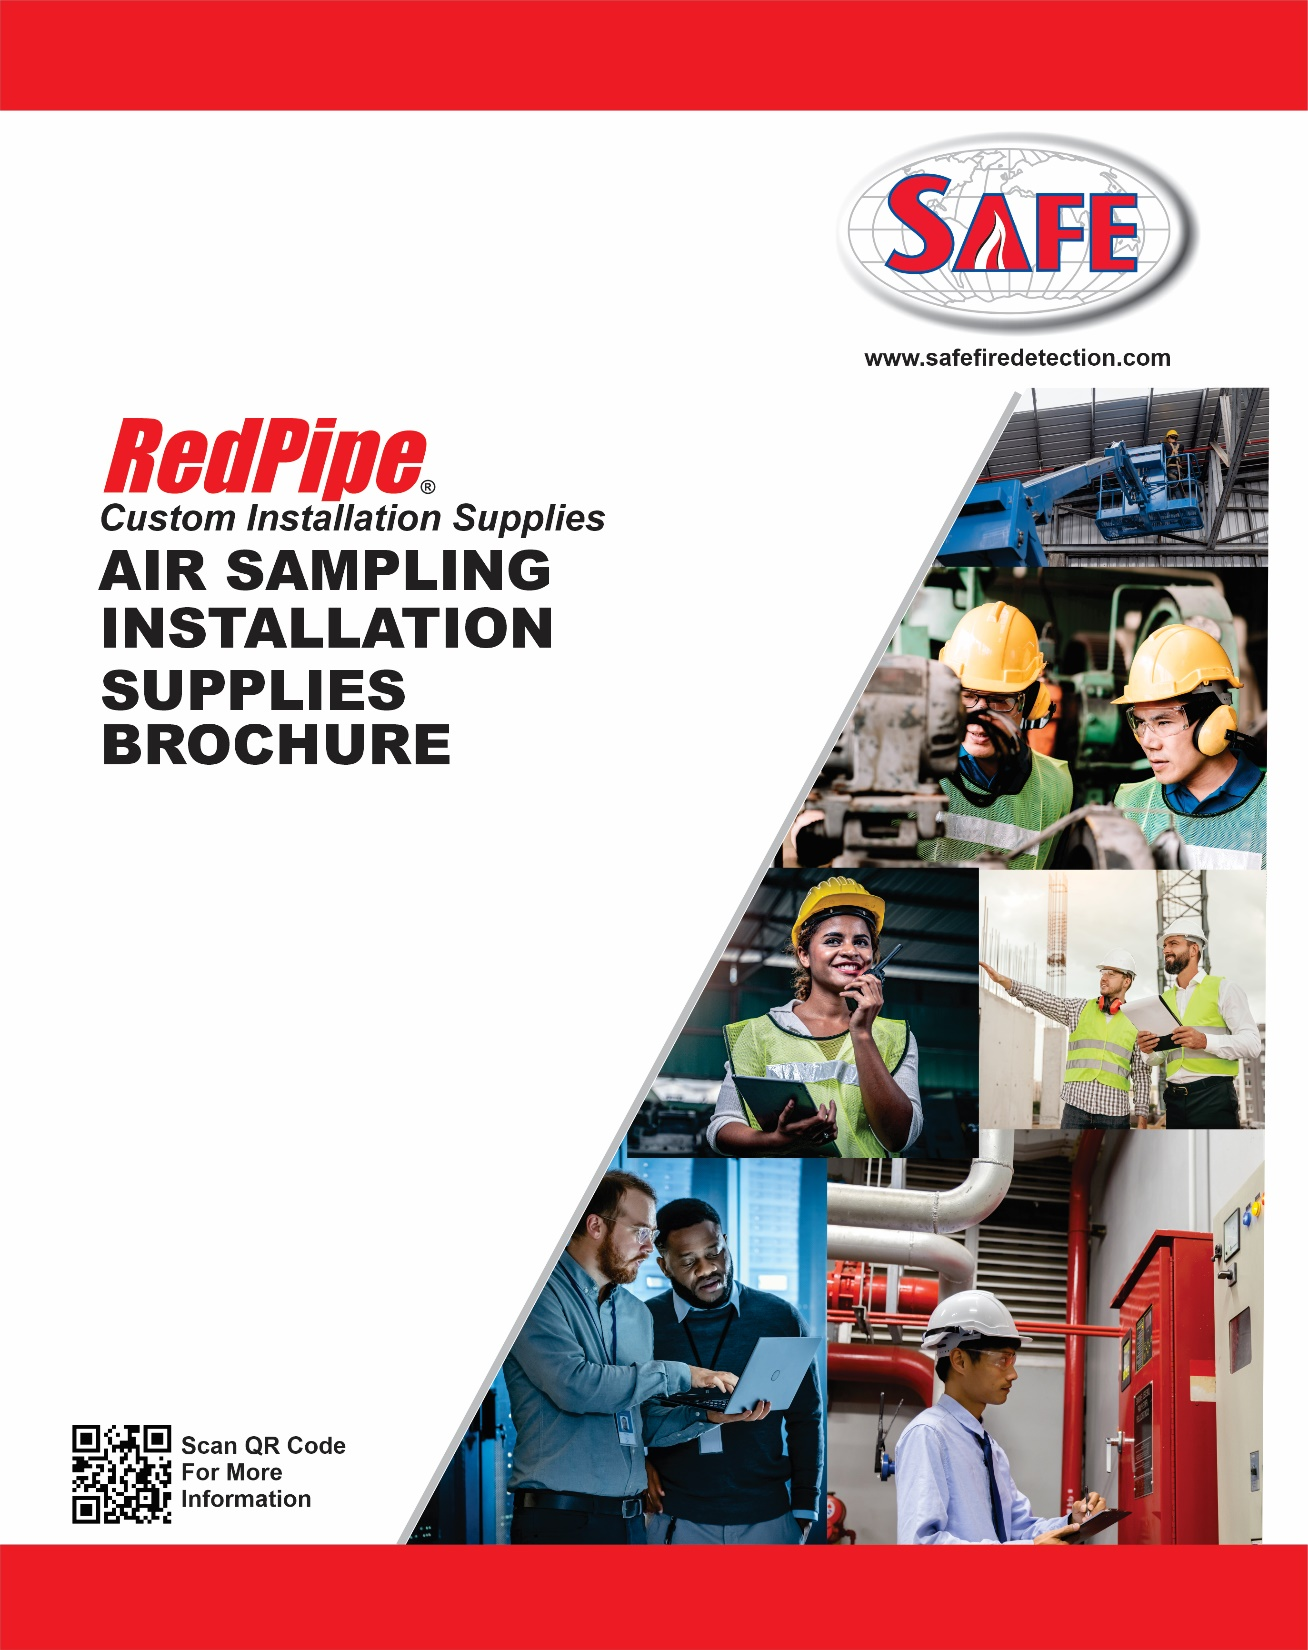 SAFE
www.safefiredetection.com
RedPipe®
Custom Installation Supplies
AIR SAMPLING
INSTALLATION
SUPPLIES
BROCHURE
Scan QR Code
For More
Information